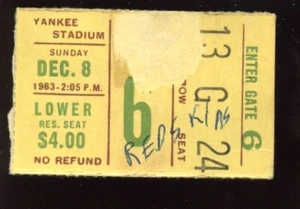 YANKEE
STADIUM
SUNDAY
DEC. 8
1963-2:05 P.M.
LOWER
RES. SEAT
$4.00
NO REFUND
6
REDSKINS
13 G 24
ROW SEAT
ENTER GATE 6